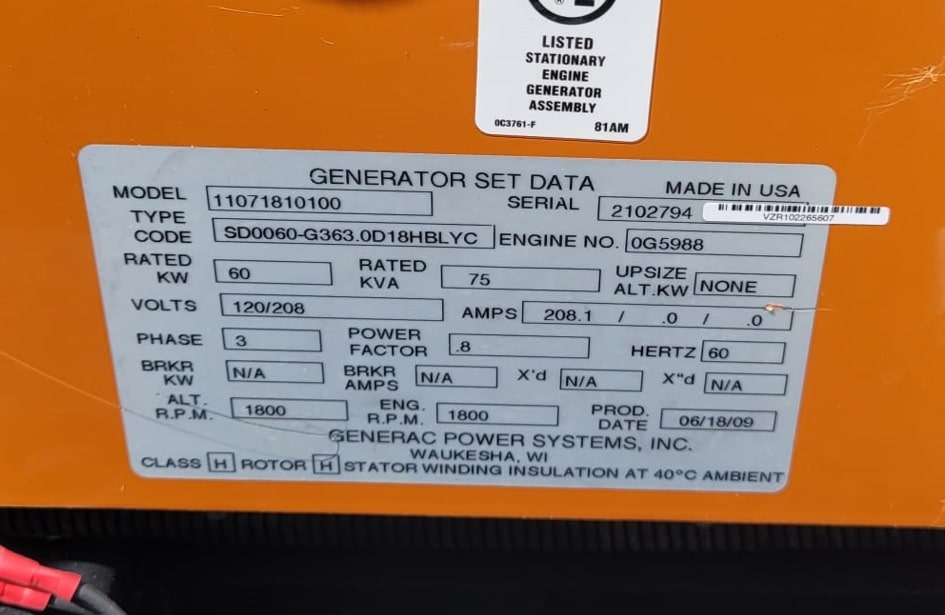 LISTED
STATIONARY
ENGINE
GENERATOR
ASSEMBLY
0C3761-F 81AM
GENERATOR SET DATA MADE IN USA
MODEL 11071810100 SERIAL 2102794
VZR102265607
TYPE CODE SD0060-G363.0D18HBLYC ENGINE NO. 0G5988
RATED KW 60 RATED KVA 75 UPSIZE ALT.KW NONE
VOLTS 120/208 AMPS 208.1 / .0 / .0
PHASE 3 POWER FACTOR .8 HERTZ 60
BRKR KW N/A BRKR AMPS N/A X'd N/A X"d N/A
ALT. R.P.M. 1800 ENG. R.P.M. 1800 PROD. DATE 06/18/09
GENERAC POWER SYSTEMS, INC.
WAUKESHA, WI
CLASS H ROTOR H STATOR WINDING INSULATION AT 40°C AMBIENT